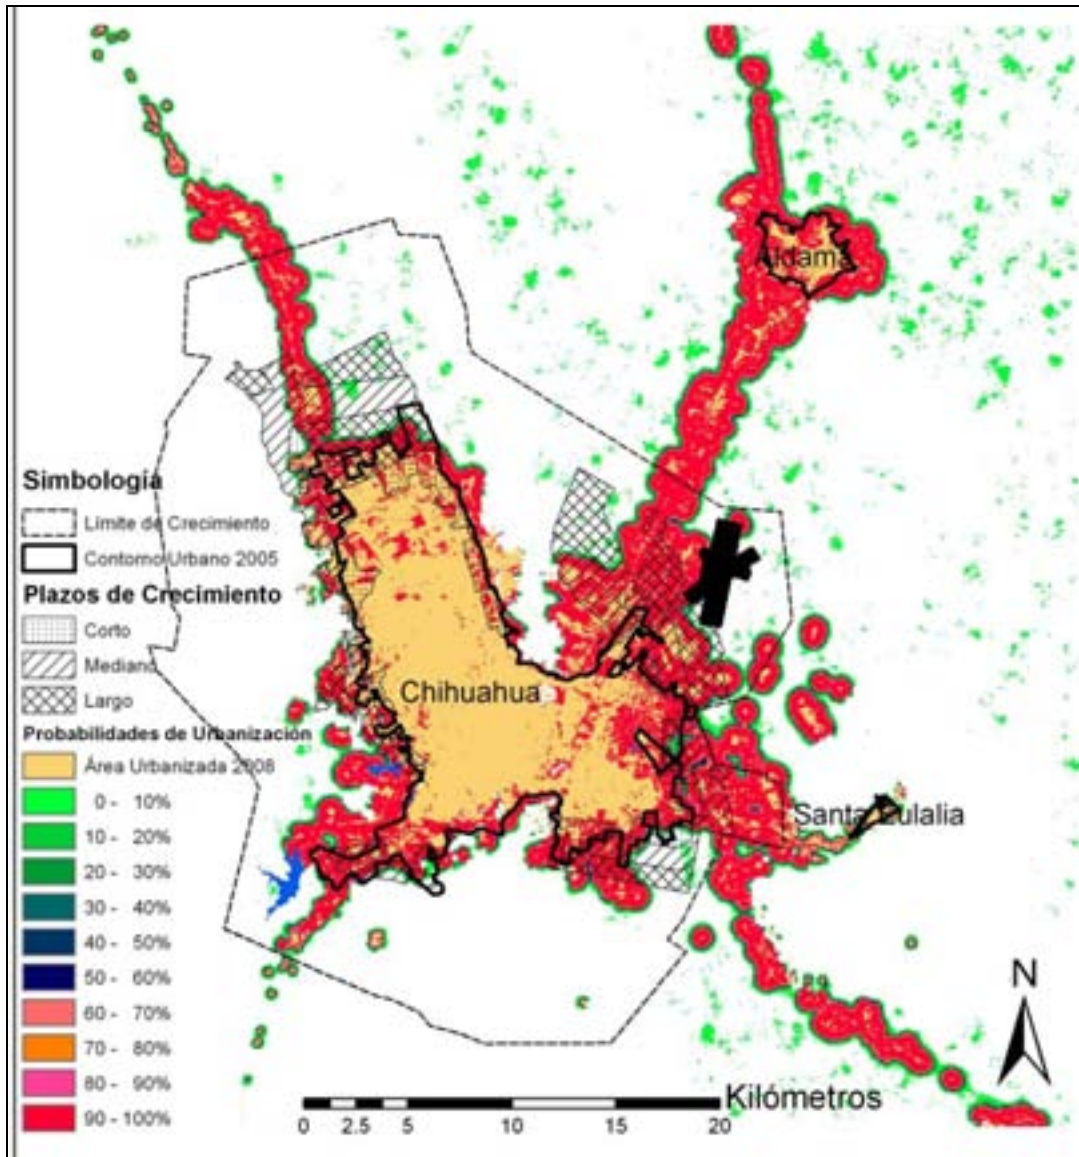 Aldama
Simbología
Límite de Crecimiento
Contorno Urbano 2005
Plazos de Crecimiento
Corto
Mediano
Largo
Chihuahua
Probabilidades de Urbanización
Área Urbanizada 2008
0 - 10%
10 - 20%
20 - 30%
30 - 40%
40 - 50%
50 - 60%
60 - 70%
70 - 80%
80 - 90%
90 - 100%
Santa Eulalia
N
Kilómetros
0 2.5 5 10 15 20